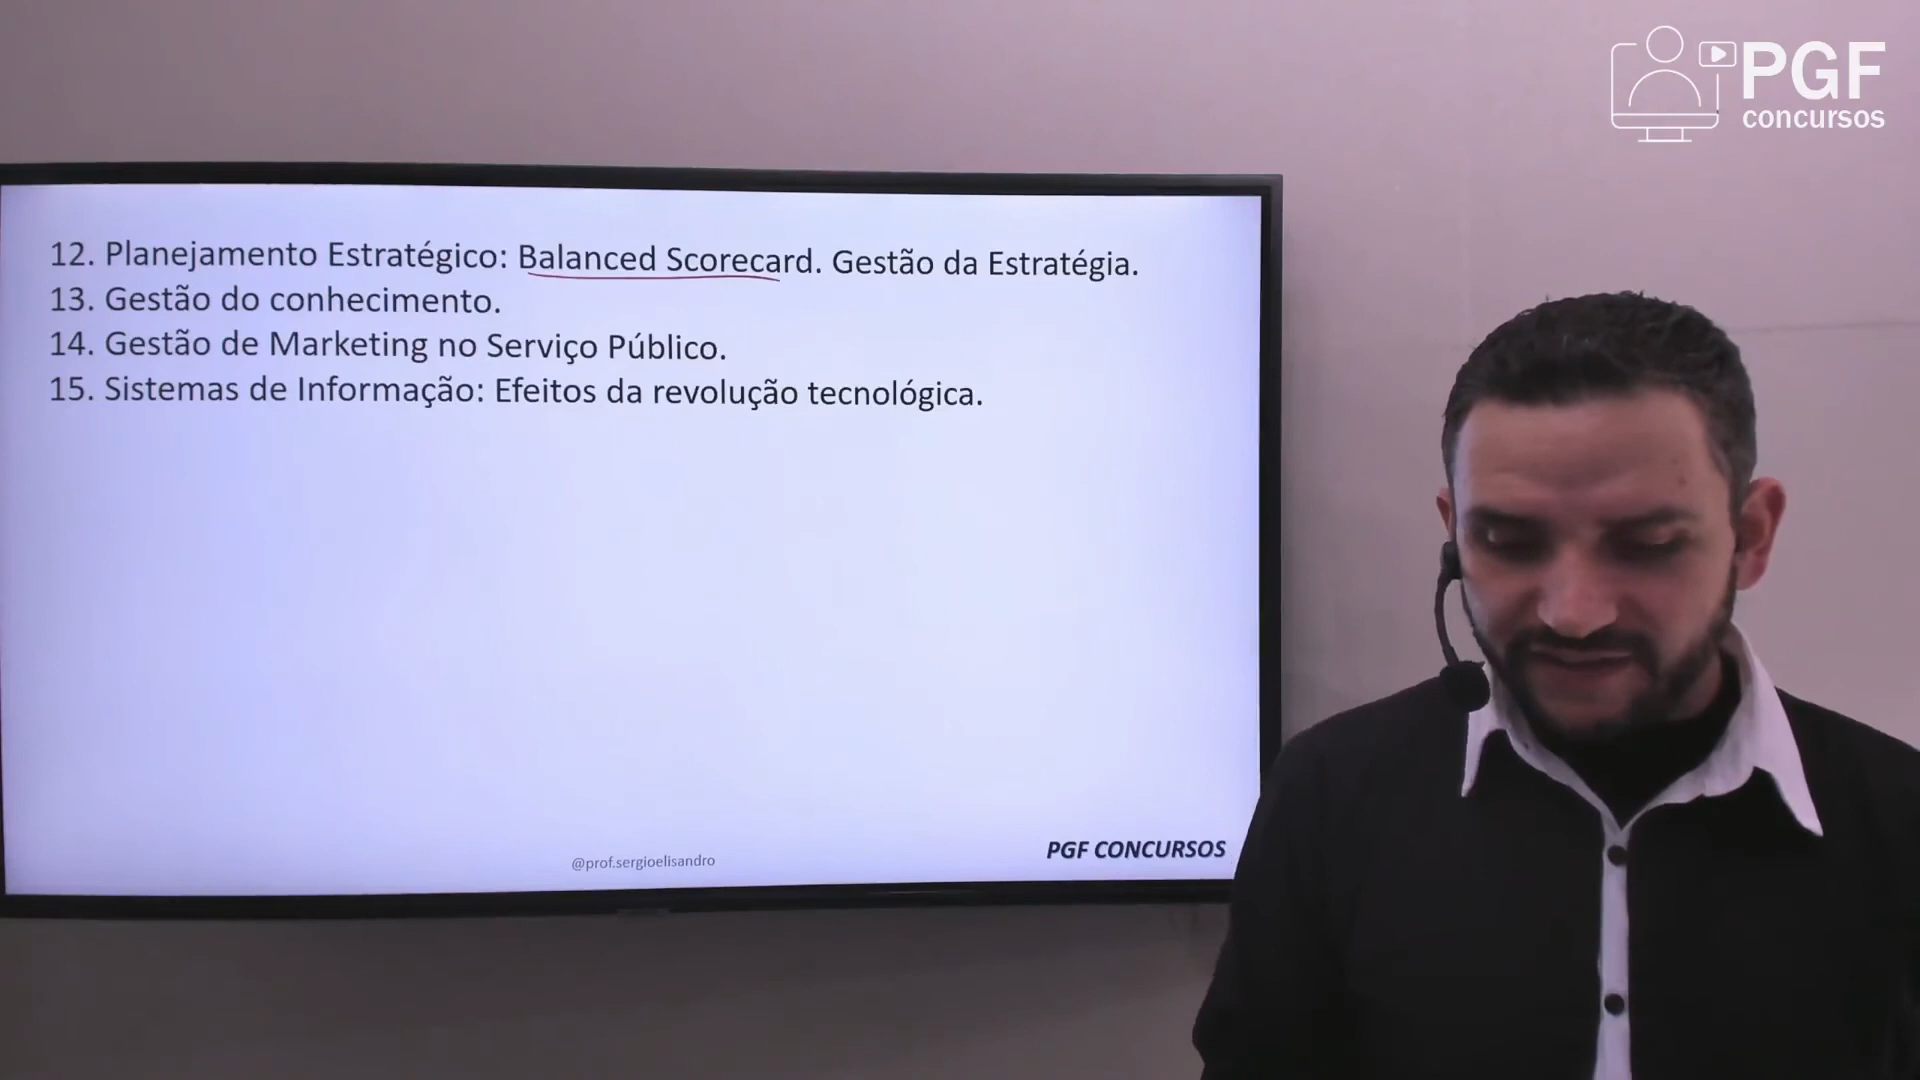 PGF
concursos
12. Planejamento Estratégico: Balanced Scorecard. Gestão da Estratégia.
13. Gestão do conhecimento.
14. Gestão de Marketing no Serviço Público.
15. Sistemas de Informação: Efeitos da revolução tecnológica.
@prof.sergioelisandro
PGF CONCURSOS